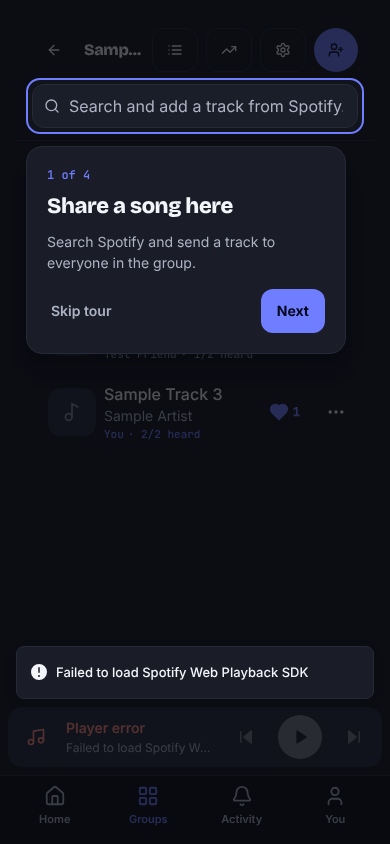 Samp...
Search and add a track from Spotify.
1 of 4
Share a song here
Search Spotify and send a track to
everyone in the group.
Skip tour
Next
Test Friend · 1/2 heard
Sample Track 3
Sample Artist
1
You · 2/2 heard
Failed to load Spotify Web Playback SDK
Player error
Failed to load Spotify W...
Home
Groups
Activity
You